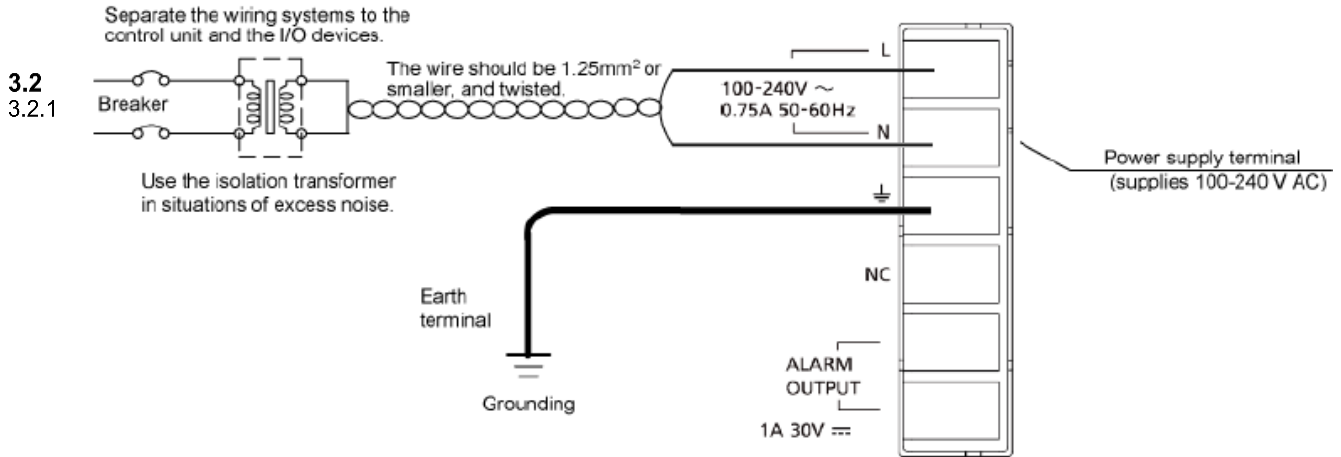 Separate the wiring systems to the
control unit and the I/O devices.
3.2
3.2.1
Breaker
The wire should be 1.25mm² or
smaller, and twisted.
Use the isolation transformer
in situations of excess noise.
L
100-240V ～
0.75A 50-60Hz
N
Power supply terminal
(supplies 100-240 V AC)
Earth
terminal
Grounding
NC
ALARM
OUTPUT
1A 30V ⎓